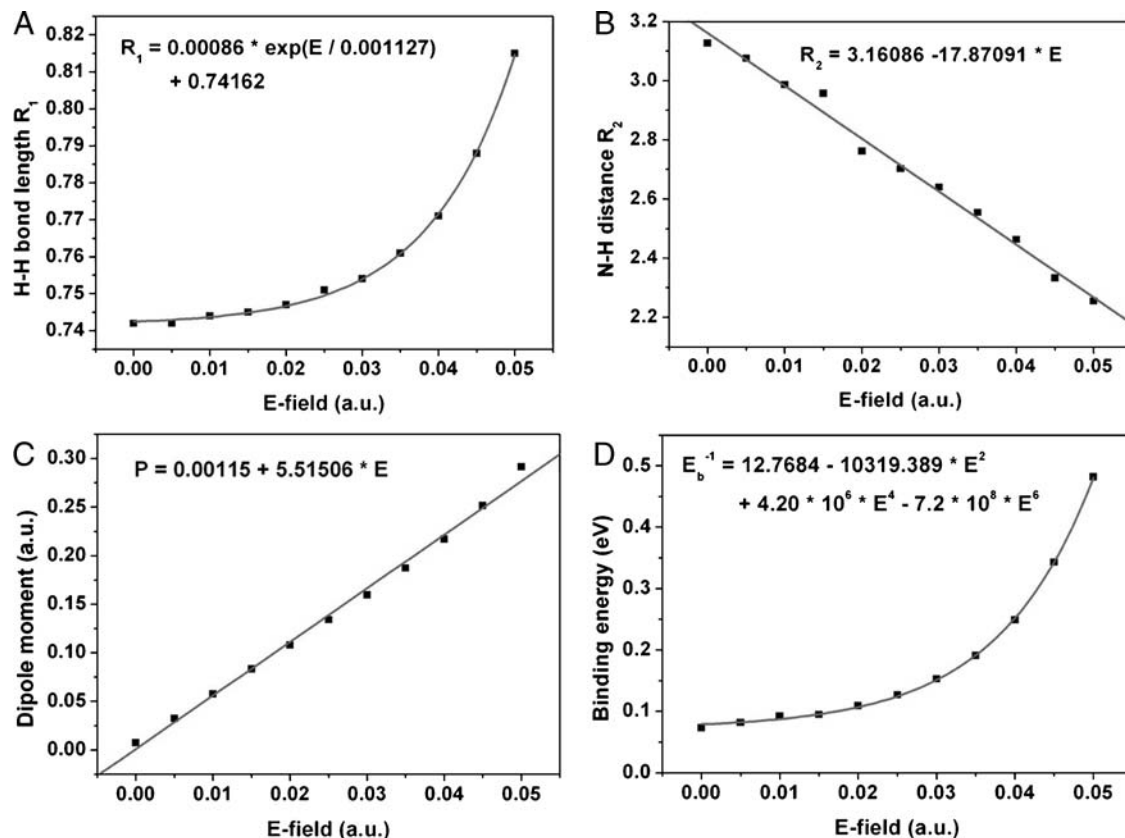 A
R₁ = 0.00086 * exp(E / 0.001127)
+ 0.74162
H-H bond length R₁
0.82
0.81
0.80
0.79
0.78
0.77
0.76
0.75
0.74
0.00 0.01 0.02 0.03 0.04 0.05
E-field (a.u.)
B
R₂ = 3.16086 -17.87091 * E
N-H distance R₂
3.2
3.0
2.8
2.6
2.4
2.2
0.00 0.01 0.02 0.03 0.04 0.05
E-field (a.u.)
C
P = 0.00115 + 5.51506 * E
Dipole moment (a.u.)
0.30
0.25
0.20
0.15
0.10
0.05
0.00
0.00 0.01 0.02 0.03 0.04 0.05
E-field (a.u.)
D
E_b⁻¹ = 12.7684 - 10319.389 * E²
+ 4.20 * 10⁶ * E⁴ - 7.2 * 10⁸ * E⁶
Binding energy (eV)
0.5
0.4
0.3
0.2
0.1
0.0
0.00 0.01 0.02 0.03 0.04 0.05
E-field (a.u.)